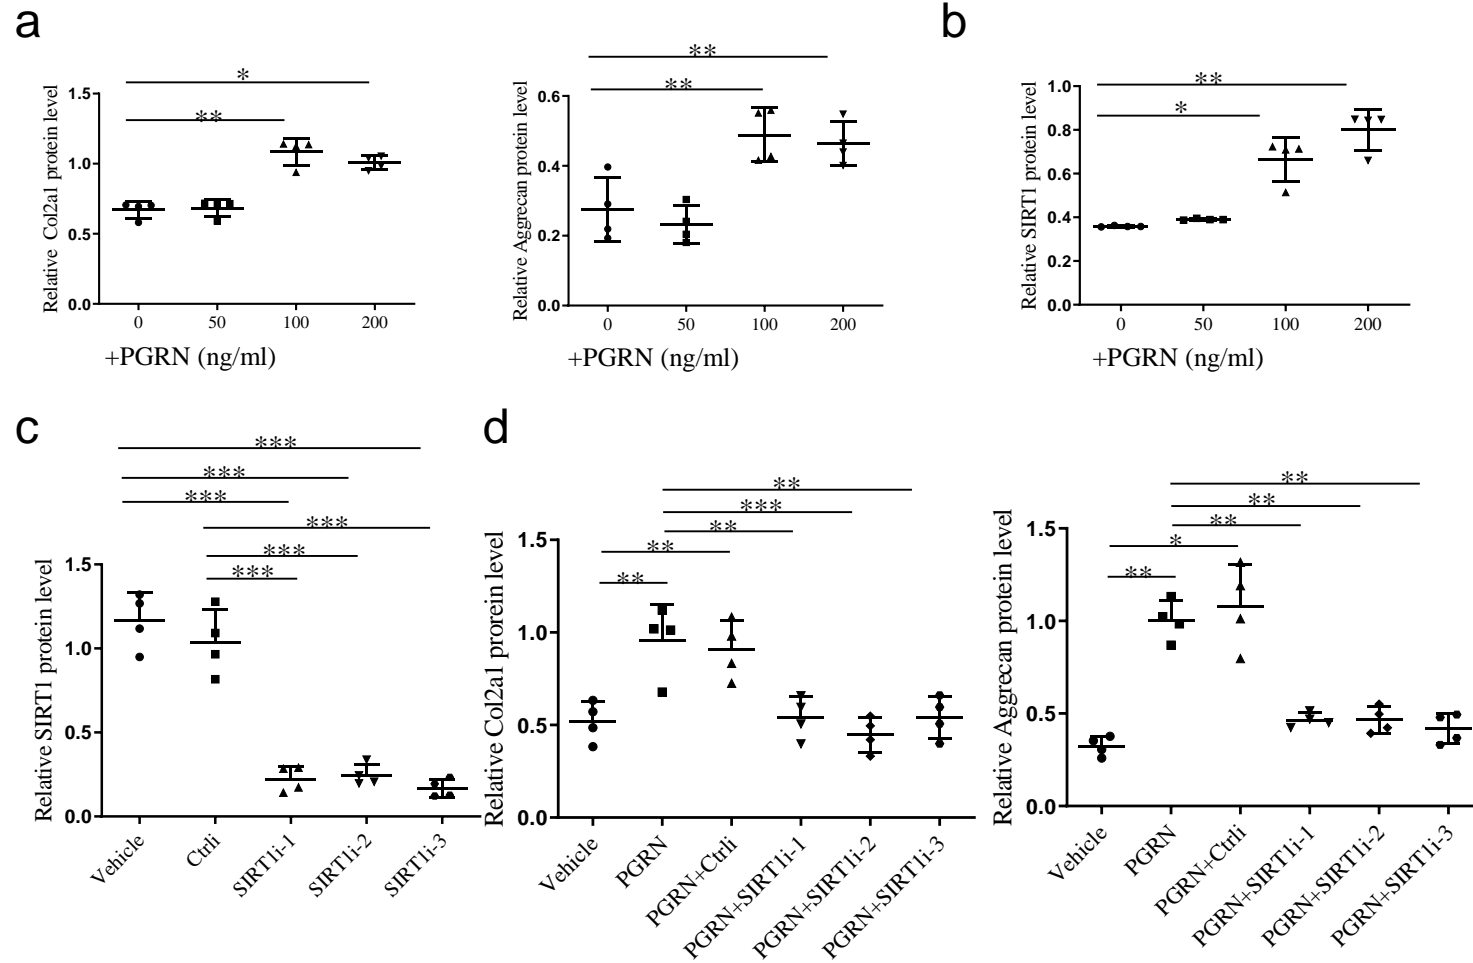 a
b
Relative Col2a1 protein level
1.5
1.0
0.5
0.0
*
**
0 50 100 200
+PGRN (ng/ml)
Relative Aggrecan protein level
0.6
0.4
0.2
0.0
**
**
0 50 100 200
+PGRN (ng/ml)
Relative SIRT1 protein level
1.0
0.8
0.6
0.4
0.2
0.0
**
*
0 50 100 200
+PGRN (ng/ml)
c
d
Relative SIRT1 protein level
1.5
1.0
0.5
0.0
***
***
***
***
***
***
Vehicle
Ctrli
SIRT1i-1
SIRT1i-2
SIRT1i-3
Relative Col2a1 prorein level
1.5
1.0
0.5
0.0
**
***
**
**
**
Vehicle
PGRN
PGRN+Ctrli
PGRN+SIRT1i-1
PGRN+SIRT1i-2
PGRN+SIRT1i-3
Relative Aggrecan protein level
1.5
1.0
0.5
0.0
**
**
**
*
**
Vehicle
PGRN
PGRN+Ctrli
PGRN+SIRT1i-1
PGRN+SIRT1i-2
PGRN+SIRT1i-3